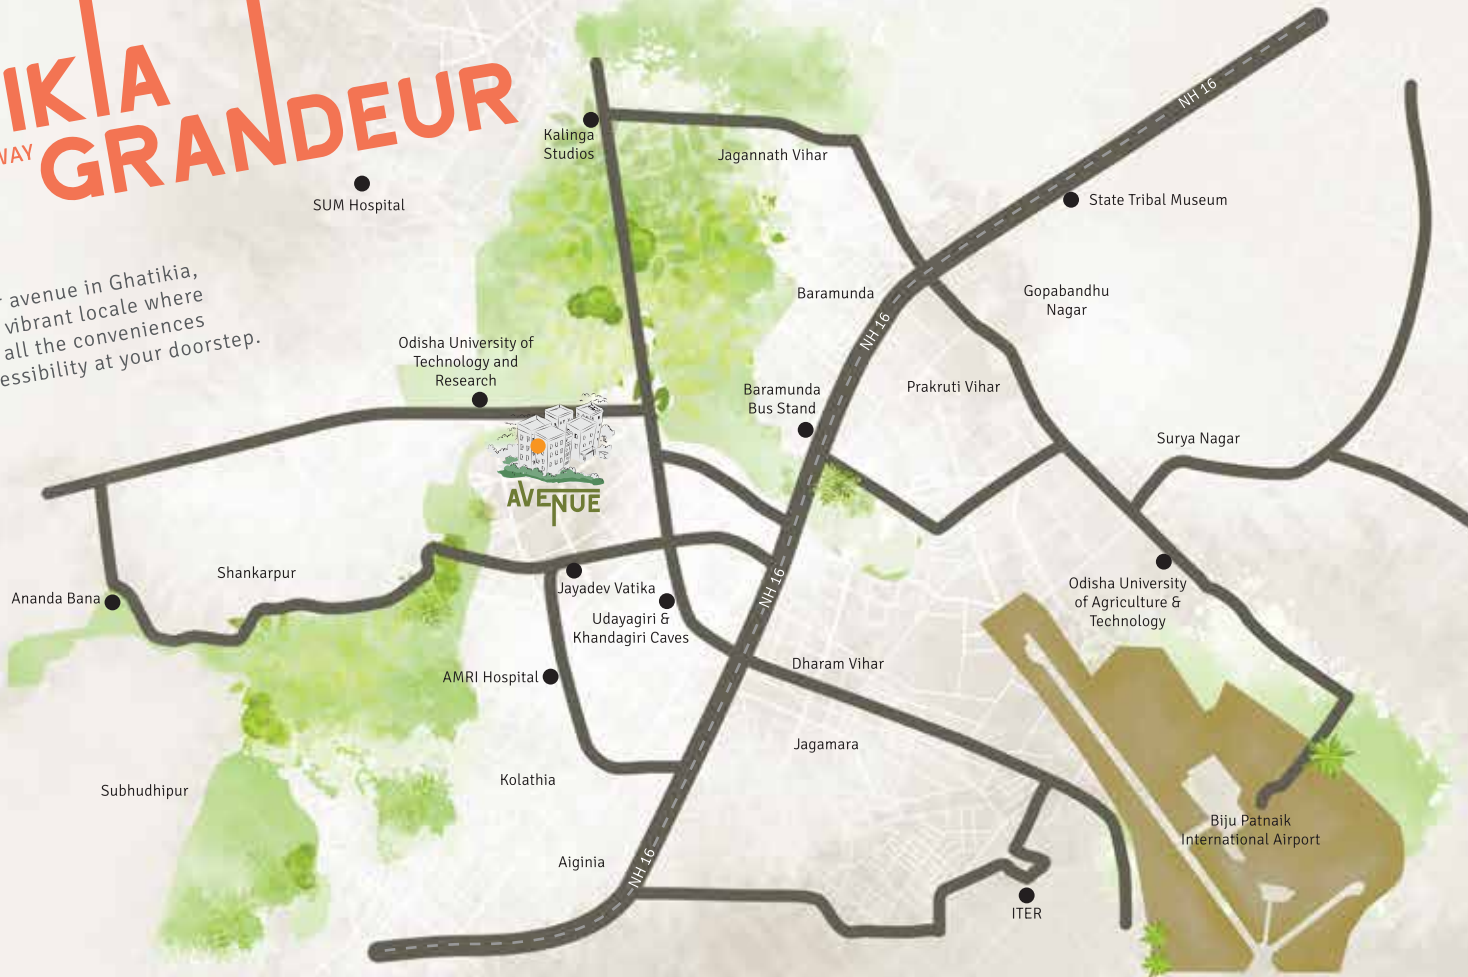 IKIA
WAY
GRANDEUR
avenue in Ghatikia,
vibrant locale where
all the conveniences
at your doorstep.
Kalinga
Studios
Jagannath Vihar
NH 16
SUM Hospital
State Tribal Museum
Baramunda
Gopabandhu
Nagar
NH 16
Odisha University of
Technology and
Research
Baramunda
Bus Stand
Prakruti Vihar
Surya Nagar
AVENUE
Shankarpur
Ananda Bana
Jayadev Vatika
NH 16
Udayagiri &
Khandagiri Caves
Odisha University
of Agriculture &
Technology
AMRI Hospital
Dharam Vihar
Jagamara
Kolathia
Subhudhipur
Biju Patnaik
International Airport
Aiginia
NH 16
ITER